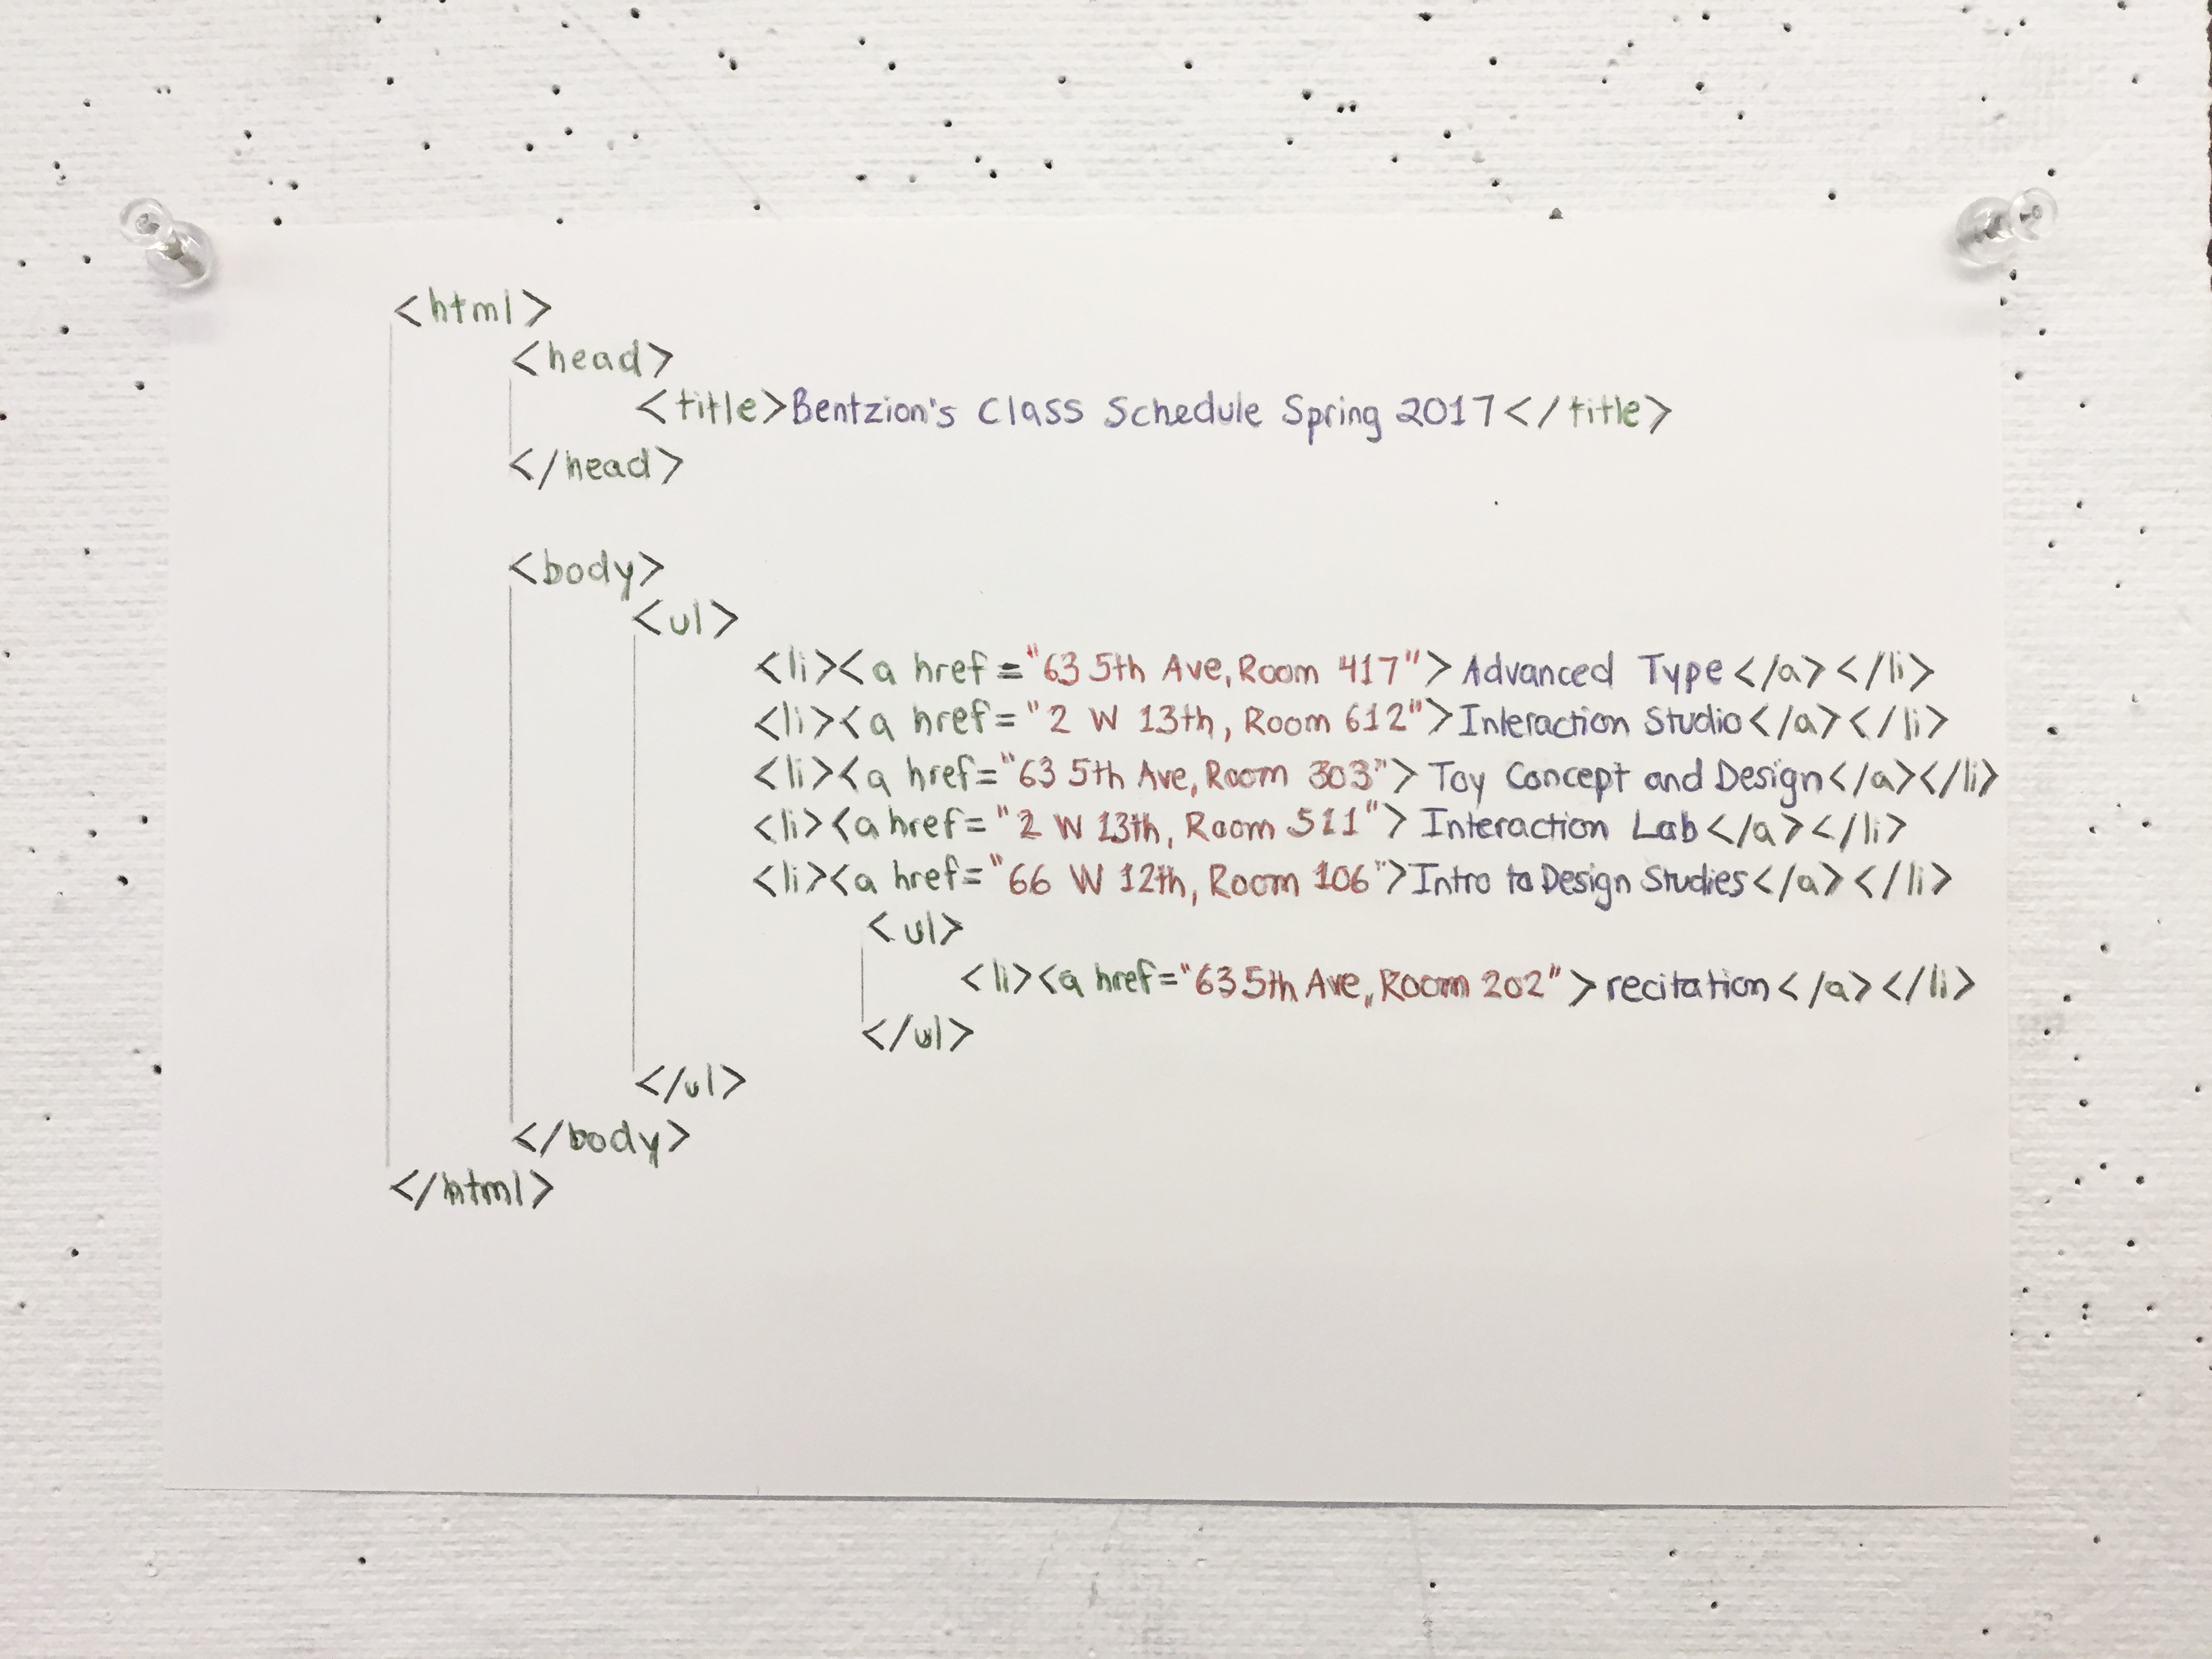 <html>
<head>
<title>Bentzion's Class Schedule Spring 2017</title>
</head>
<body>
<ul>
<li><a href="63 5th Ave, Room 417">Advanced Type</a></li>
<li><a href="2 W 13th, Room 612">Interaction Studio</a></li>
<li><a href="63 5th Ave, Room 303">Toy Concept and Design</a></li>
<li><a href="2 W 13th, Room 511">Interaction Lab</a></li>
<li><a href="66 W 12th, Room 106">Intro to Design Studies</a></li>
<ul>
<li><a href="63 5th Ave, Room 202">recitation</a></li>
</ul>
</ul>
</body>
</html>